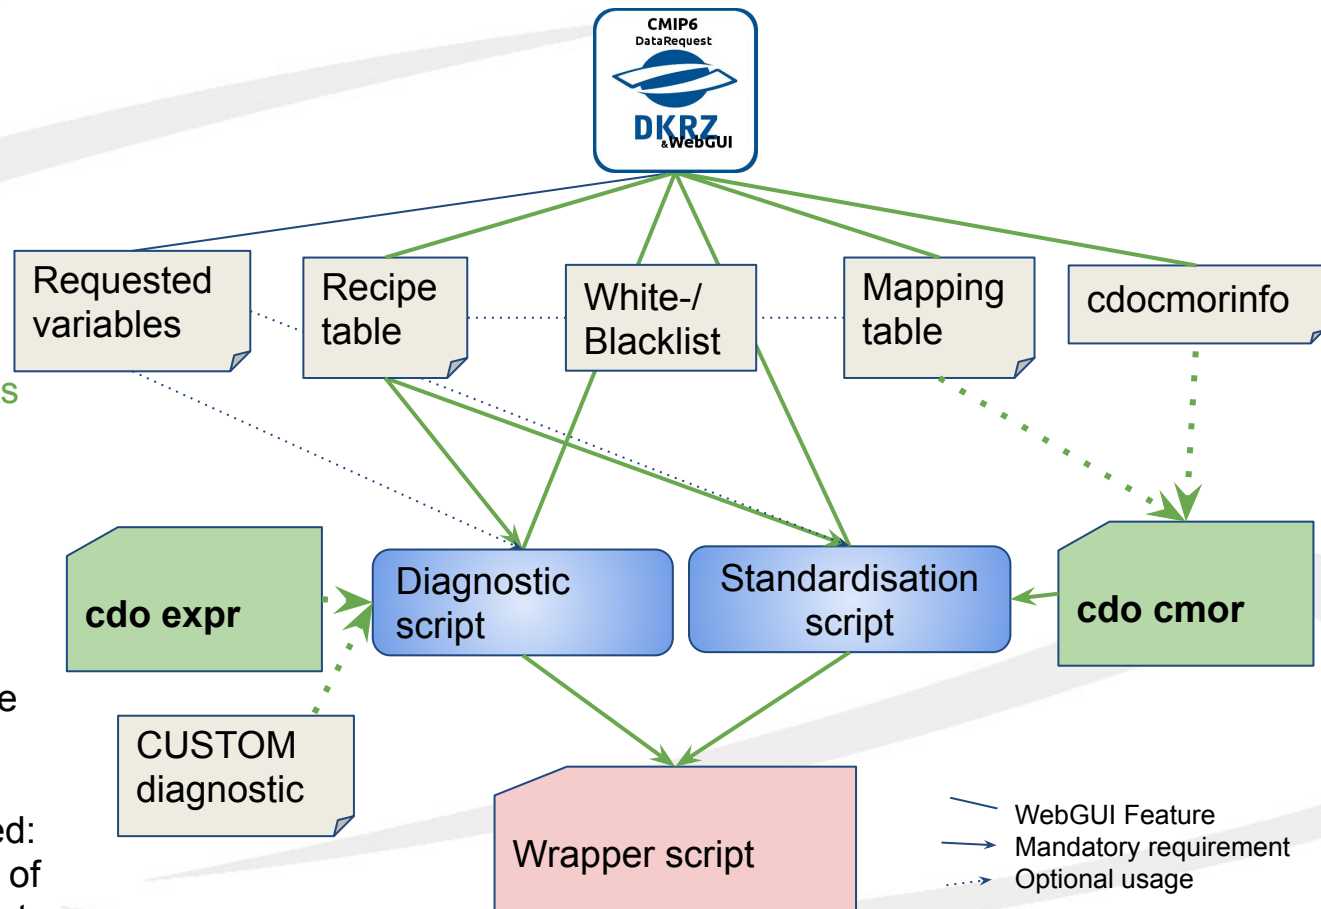 CMIP6
DataRequest
DKRZ
&WebGUI
Requested
variables
Recipe
table
White-/
Blacklist
Mapping
table
cdocmorinfo
s
cdo expr
Diagnostic
script
Standardisation
script
cdo cmor
e
CUSTOM
diagnostic
ed:
of
Wrapper script
WebGUI Feature
Mandatory requirement
Optional usage